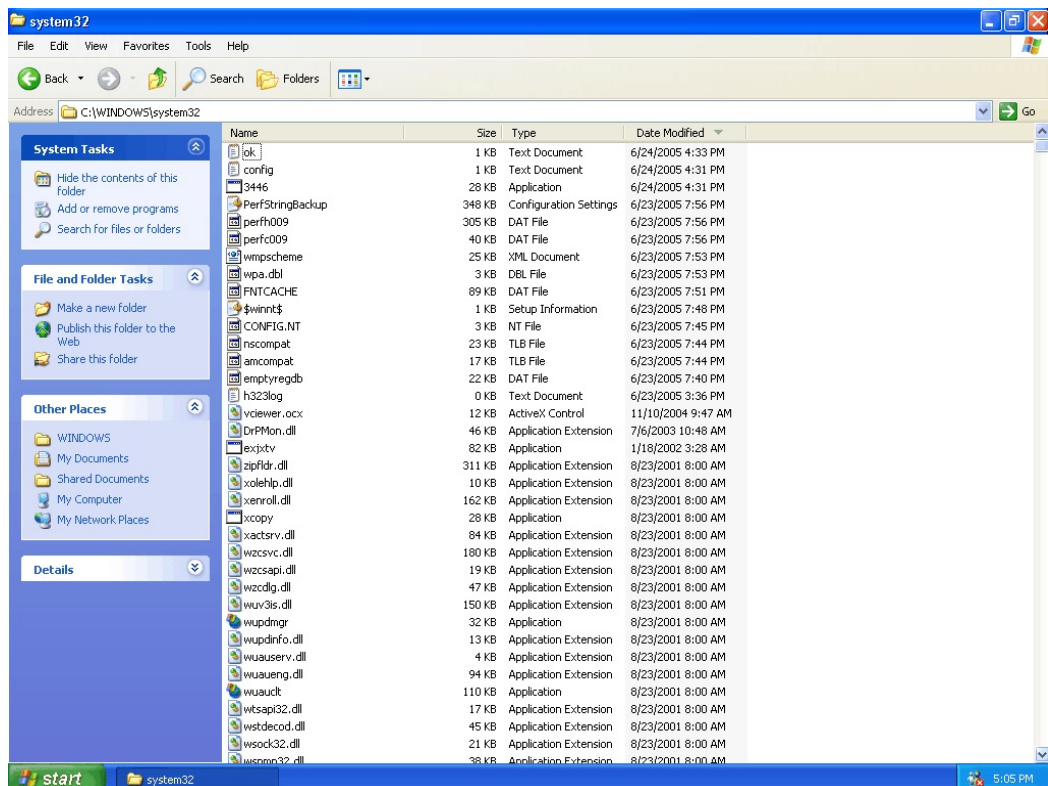 system32
File Edit View Favorites Tools Help
Back Search Folders
Address C:\WINDOWS\system32 Go
System Tasks
Hide the contents of this
folder
Add or remove programs
Search for files or folders
File and Folder Tasks
Make a new folder
Publish this folder to the
Web
Share this folder
Other Places
WINDOWS
My Documents
Shared Documents
My Computer
My Network Places
Details
Name Size Type Date Modified
ok 1 KB Text Document 6/24/2005 4:33 PM
config 1 KB Text Document 6/24/2005 4:31 PM
3446 28 KB Application 6/24/2005 4:31 PM
PerfStringBackup 348 KB Configuration Settings 6/23/2005 7:56 PM
perfh009 305 KB DAT File 6/23/2005 7:56 PM
perfc009 40 KB DAT File 6/23/2005 7:56 PM
wmpscheme 25 KB XML Document 6/23/2005 7:53 PM
wpa.dbl 3 KB DBL File 6/23/2005 7:53 PM
FNTCACHE 89 KB DAT File 6/23/2005 7:51 PM
$winnt$ 1 KB Setup Information 6/23/2005 7:48 PM
CONFIG.NT 3 KB NT File 6/23/2005 7:45 PM
nscompat 23 KB TLB File 6/23/2005 7:44 PM
amcompat 17 KB TLB File 6/23/2005 7:44 PM
emptyregdb 22 KB DAT File 6/23/2005 7:40 PM
h323log 0 KB Text Document 6/23/2005 3:36 PM
vciewer.ocx 12 KB ActiveX Control 11/10/2004 9:47 AM
DrPMon.dll 46 KB Application Extension 7/6/2003 10:48 AM
exjxtv 82 KB Application 1/18/2002 3:28 AM
zipfldr.dll 311 KB Application Extension 8/23/2001 8:00 AM
xolehlp.dll 10 KB Application Extension 8/23/2001 8:00 AM
xenroll.dll 162 KB Application Extension 8/23/2001 8:00 AM
xcopy 28 KB Application 8/23/2001 8:00 AM
xactsrv.dll 84 KB Application Extension 8/23/2001 8:00 AM
wzcsvc.dll 180 KB Application Extension 8/23/2001 8:00 AM
wzcsapi.dll 19 KB Application Extension 8/23/2001 8:00 AM
wzcdlg.dll 47 KB Application Extension 8/23/2001 8:00 AM
wuv3is.dll 150 KB Application Extension 8/23/2001 8:00 AM
wupdmgr 32 KB Application 8/23/2001 8:00 AM
wupdinfo.dll 13 KB Application Extension 8/23/2001 8:00 AM
wuauserv.dll 4 KB Application Extension 8/23/2001 8:00 AM
wuaueng.dll 94 KB Application Extension 8/23/2001 8:00 AM
wuauclt 110 KB Application 8/23/2001 8:00 AM
wtsapi32.dll 17 KB Application Extension 8/23/2001 8:00 AM
wstdecod.dll 45 KB Application Extension 8/23/2001 8:00 AM
wsock32.dll 21 KB Application Extension 8/23/2001 8:00 AM
wsnmp32.dll 38 KB Application Extension 8/23/2001 8:00 AM
start system32 5:05 PM